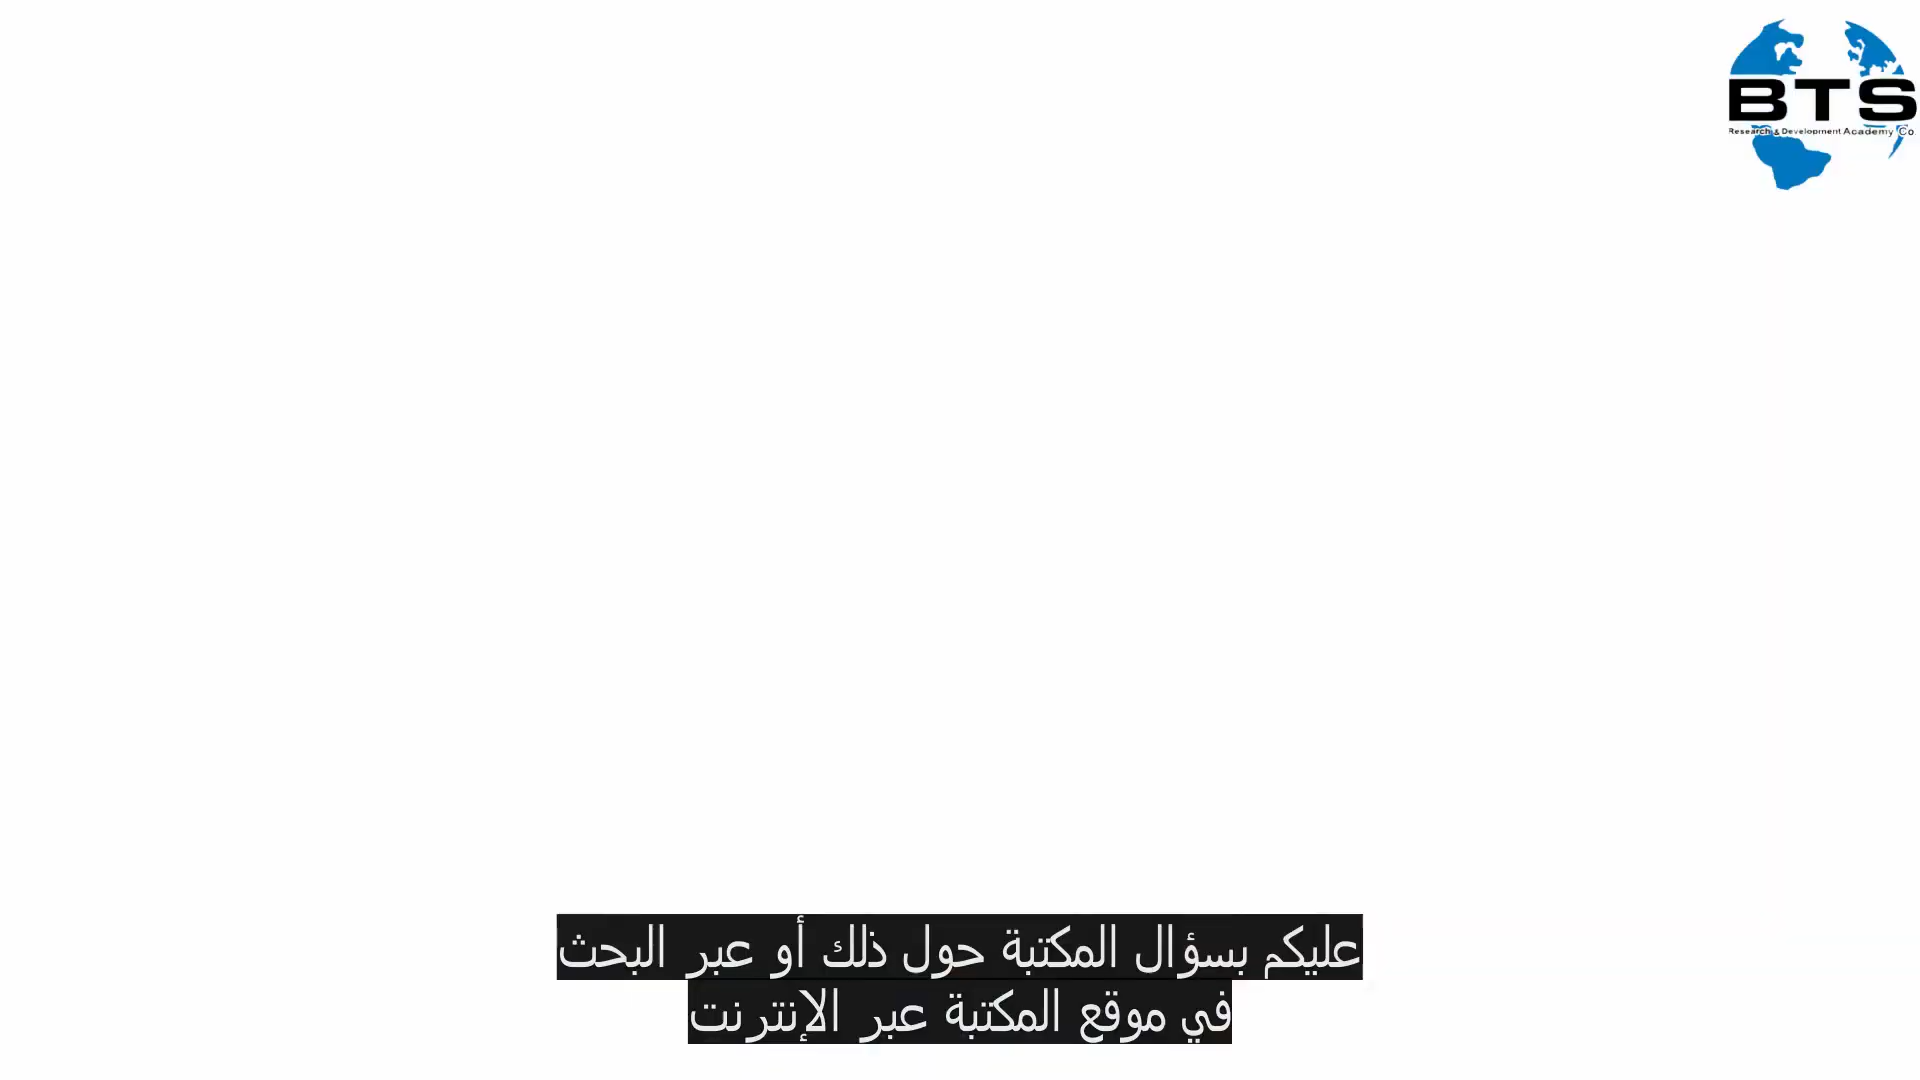 BTS
Research & Development Academy Co.
عليكم بسؤال المكتبة حول ذلك أو عبر البحث
في موقع المكتبة عبر الإنترنت